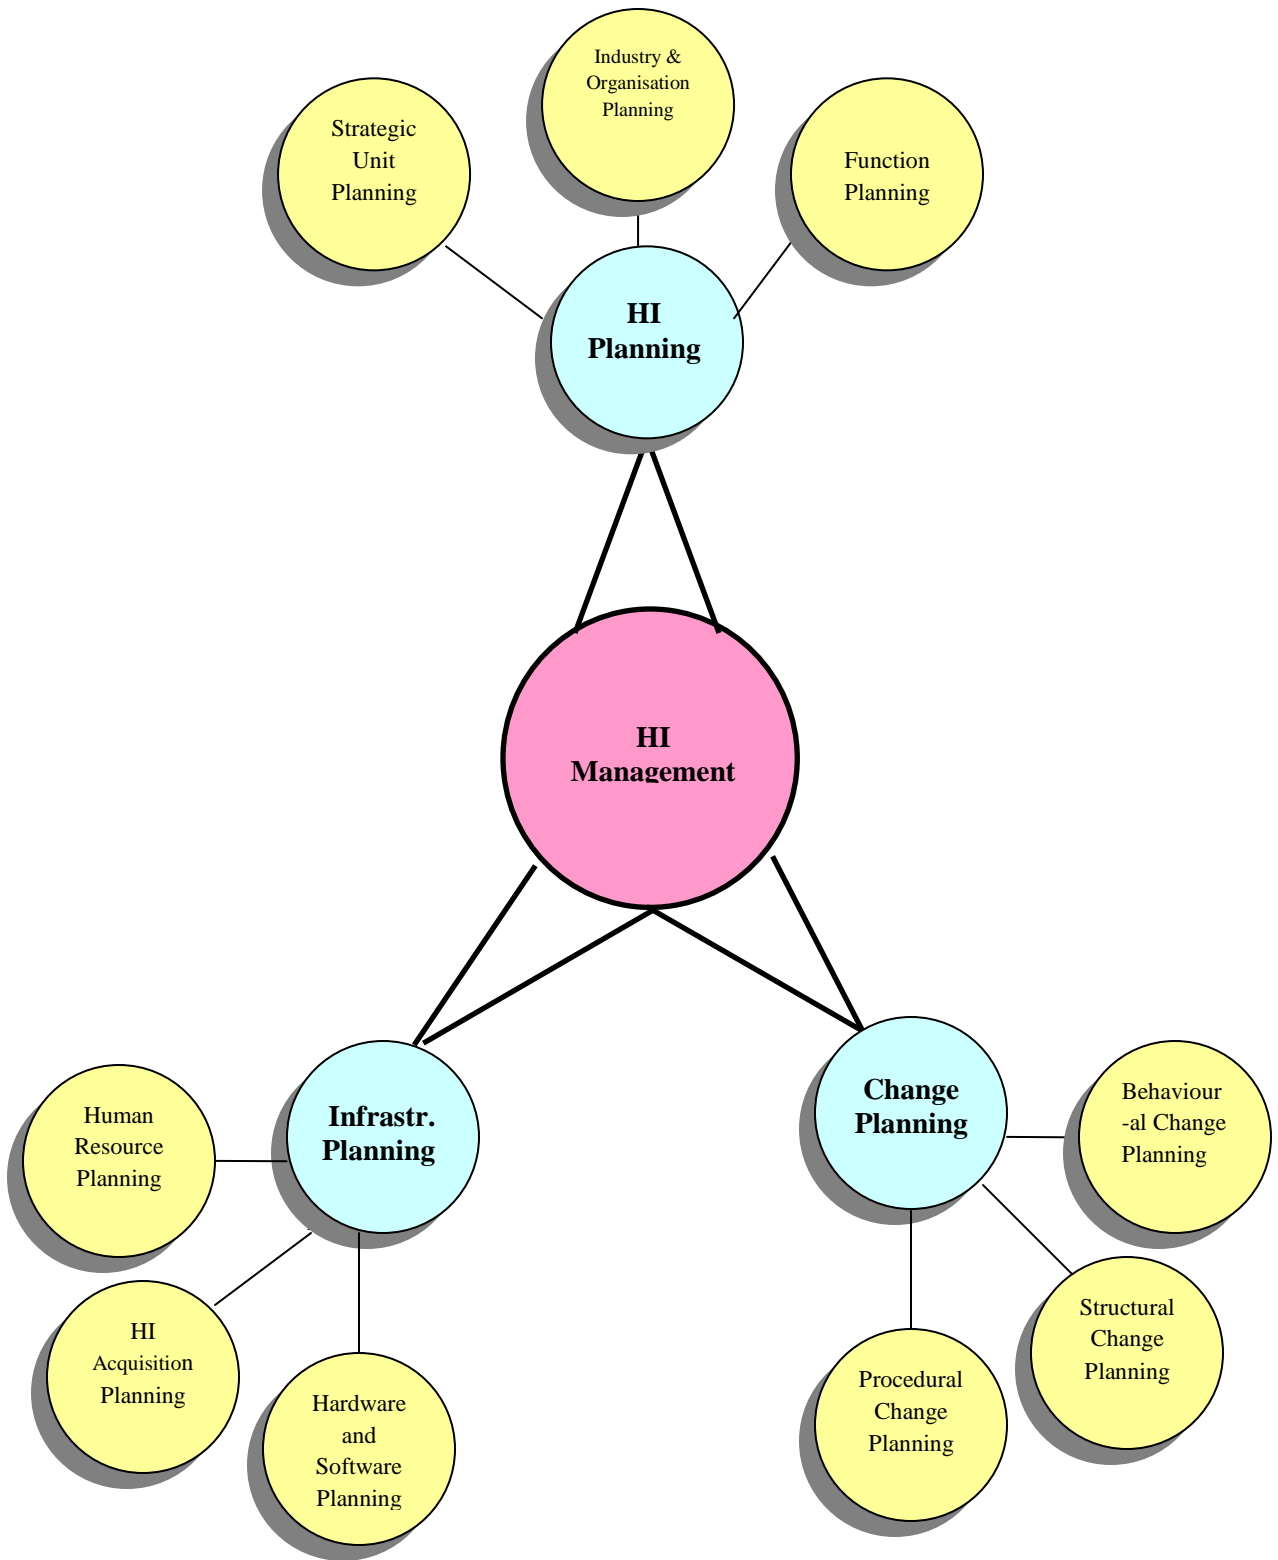 Industry &
Organisation
Planning
Strategic
Unit
Planning
Function
Planning
HI
Planning
HI
Management
Infrastr.
Planning
Change
Planning
Human
Resource
Planning
Behaviour
-al Change
Planning
HI
Acquisition
Planning
Structural
Change
Planning
Hardware
and
Software
Planning
Procedural
Change
Planning